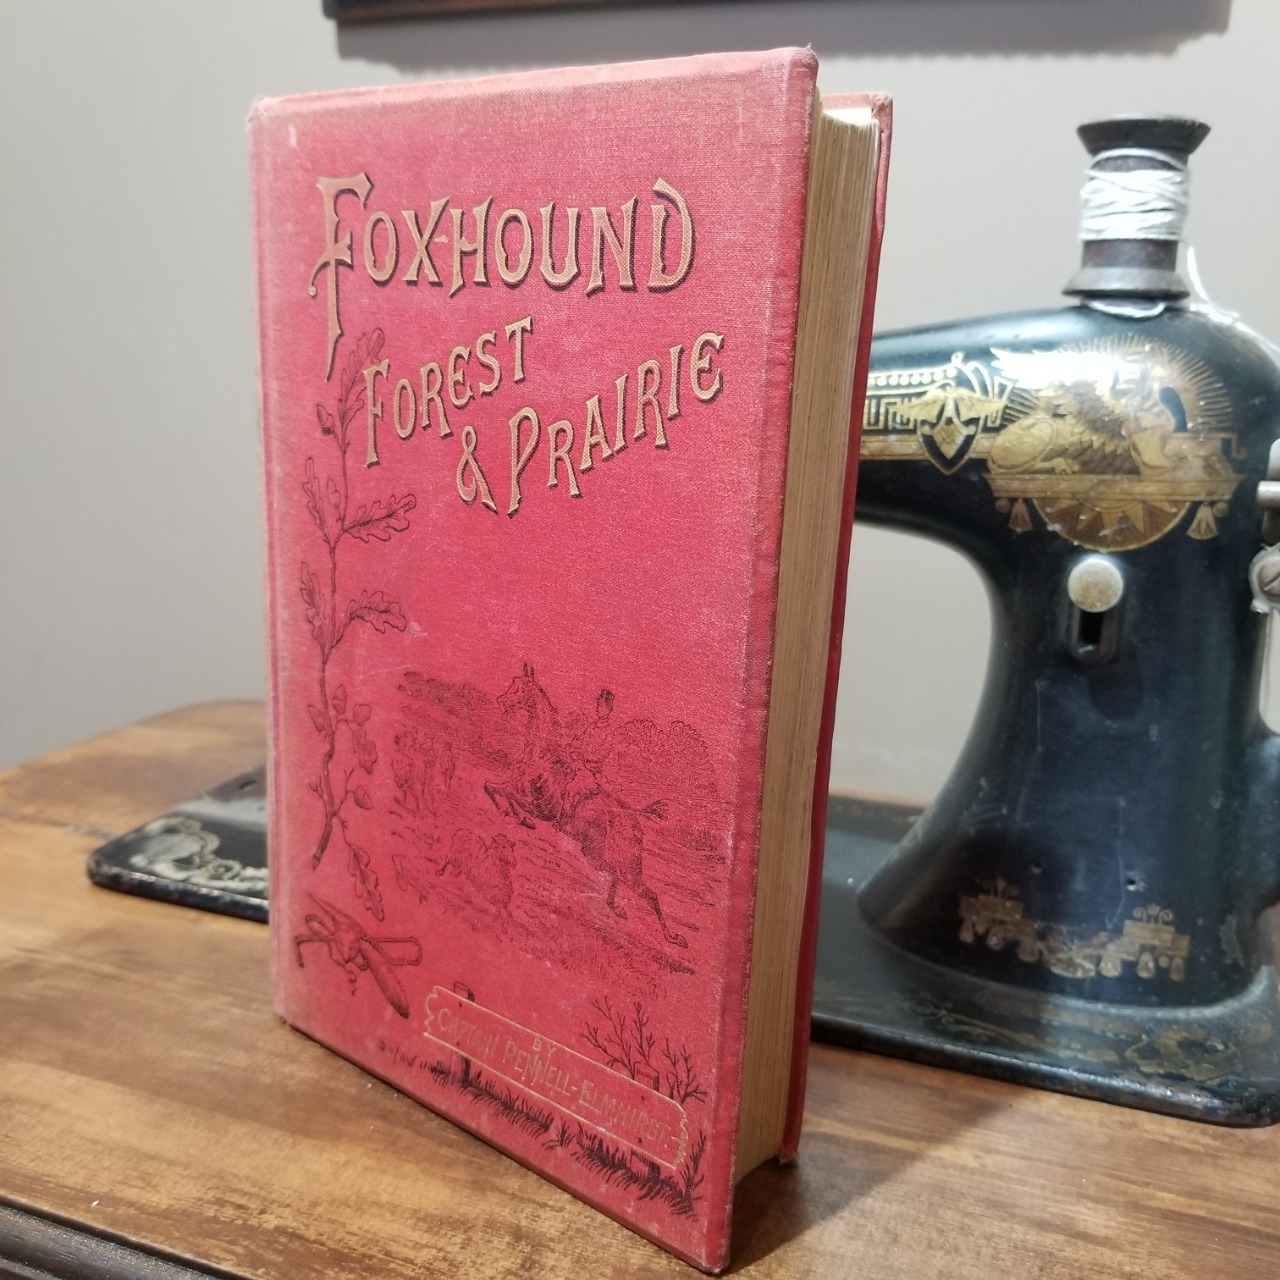 FOX-HOUND
FOREST
& PRAIRIE
BY
CAPTAIN PENNELL-ELMHIRST